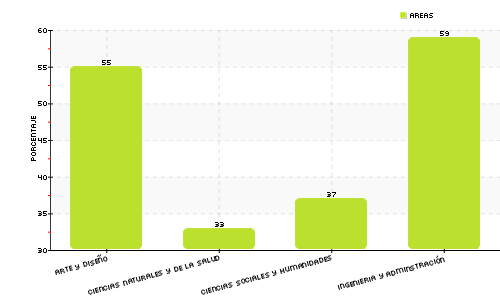 AREAS
60
55
50
45
40
35
30
PORCENTAJE
55
33
37
59
ARTE Y DISEÑO
CIENCIAS NATURALES Y DE LA SALUD
CIENCIAS SOCIALES Y HUMANIDADES
INGENIERIA Y ADMINISTRACIÓN